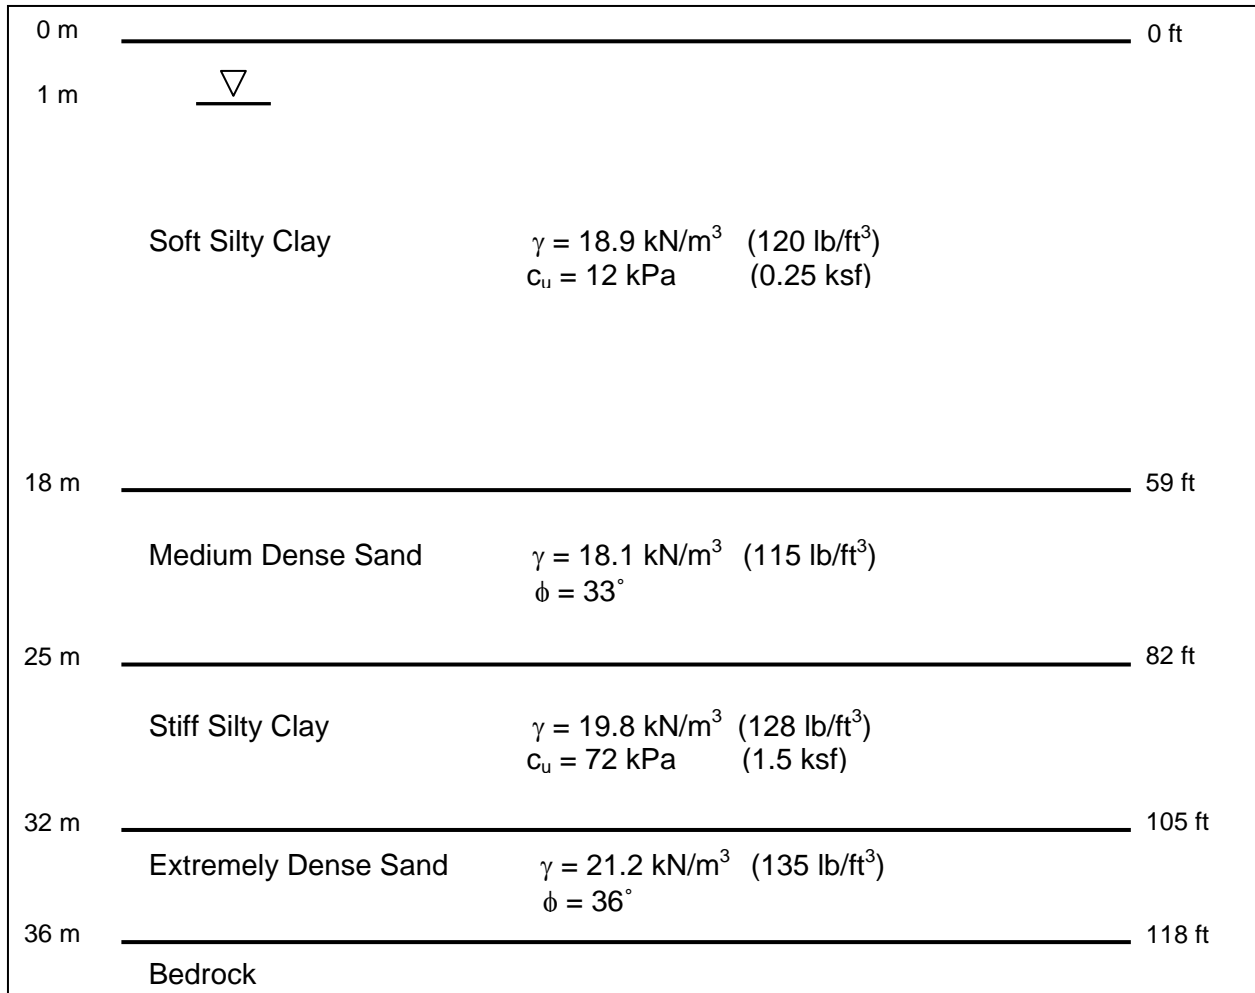 0 m 0 ft
1 m
Soft Silty Clay γ = 18.9 kN/m³ (120 lb/ft³)
cᵤ = 12 kPa (0.25 ksf)
18 m 59 ft
Medium Dense Sand γ = 18.1 kN/m³ (115 lb/ft³)
ϕ = 33˚
25 m 82 ft
Stiff Silty Clay γ = 19.8 kN/m³ (128 lb/ft³)
cᵤ = 72 kPa (1.5 ksf)
32 m 105 ft
Extremely Dense Sand γ = 21.2 kN/m³ (135 lb/ft³)
ϕ = 36˚
36 m 118 ft
Bedrock